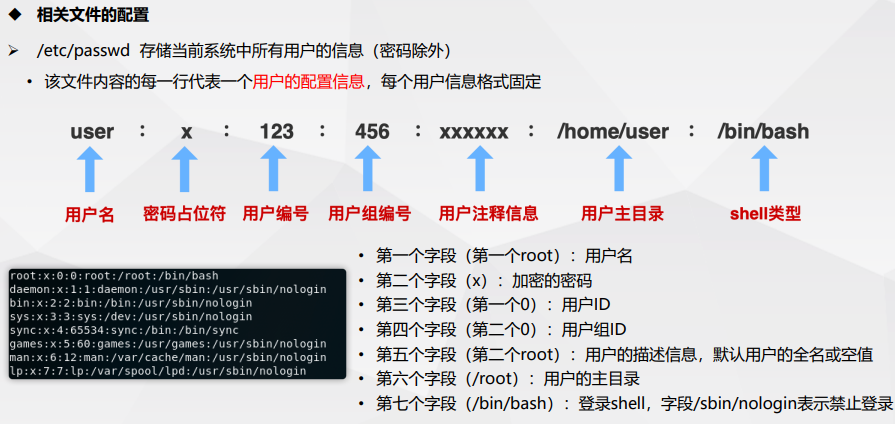 ◆ 相关文件的配置
➢ /etc/passwd 存储当前系统中所有用户的信息（密码除外）
• 该文件内容的每一行代表一个用户的配置信息，每个用户信息格式固定
user : x : 123 : 456 : xxxxxx : /home/user : /bin/bash
用户名 密码占位符 用户编号 用户组编号 用户注释信息 用户主目录 shell类型
root:x:0:0:root:/root:/bin/bash
daemon:x:1:1:daemon:/usr/sbin:/usr/sbin/nologin
bin:x:2:2:bin:/bin:/usr/sbin/nologin
sys:x:3:3:sys:/dev:/usr/sbin/nologin
sync:x:4:65534:sync:/bin:/bin/sync
games:x:5:60:games:/usr/games:/usr/sbin/nologin
man:x:6:12:man:/var/cache/man:/usr/sbin/nologin
lp:x:7:7:lp:/var/spool/lpd:/usr/sbin/nologin
• 第一个字段（第一个root）：用户名
• 第二个字段（x）：加密的密码
• 第三个字段（第一个0）：用户ID
• 第四个字段（第二个0）：用户组ID
• 第五个字段（第二个root）：用户的描述信息，默认用户的全名或空值
• 第六个字段（/root）：用户的主目录
• 第七个字段（/bin/bash）：登录shell，字段/sbin/nologin表示禁止登录